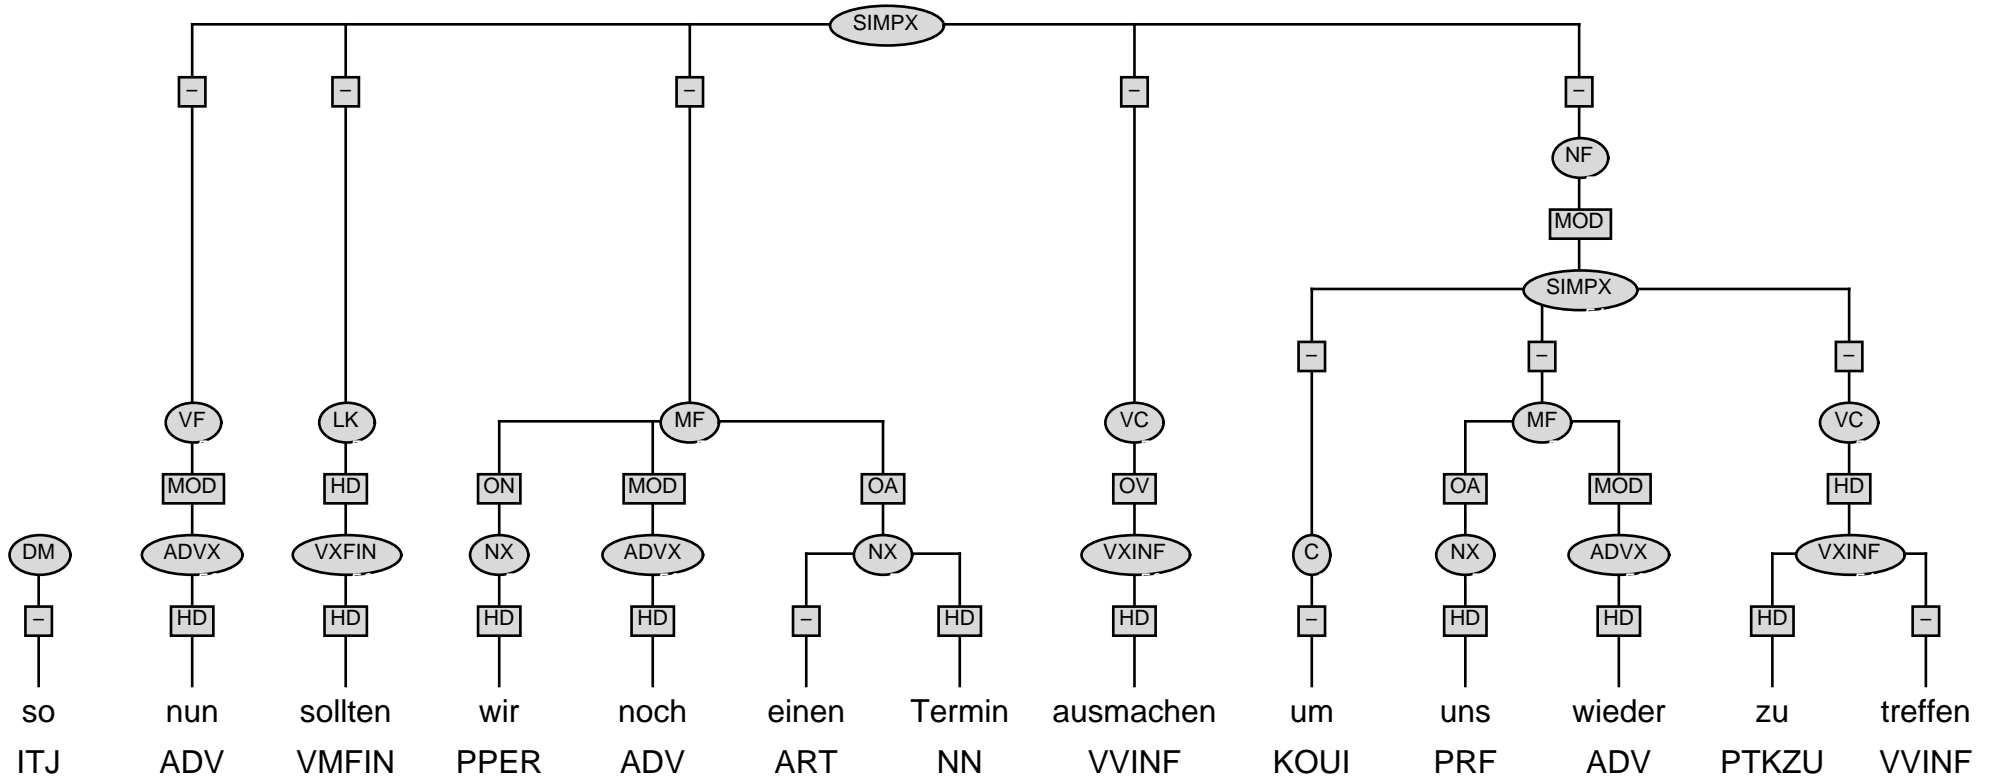 SIMPX
– – – – –
NF
MOD
SIMPX
– – –
VF LK MF VC MF VC
MOD HD ON MOD OA OV OA MOD HD
DM ADVX VXFIN NX ADVX NX VXINF C NX ADVX VXINF
– HD HD HD HD – HD HD – HD HD HD –
so nun sollten wir noch einen Termin ausmachen um uns wieder zu treffen
ITJ ADV VMFIN PPER ADV ART NN VVINF KOUI PRF ADV PTKZU VVINF